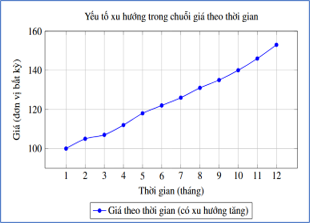 Yếu tố xu hướng trong chuỗi giá theo thời gian
Giá (đơn vị bất kỳ)
160
140
120
100
1 2 3 4 5 6 7 8 9 10 11 12
Thời gian (tháng)
Giá theo thời gian (có xu hướng tăng)